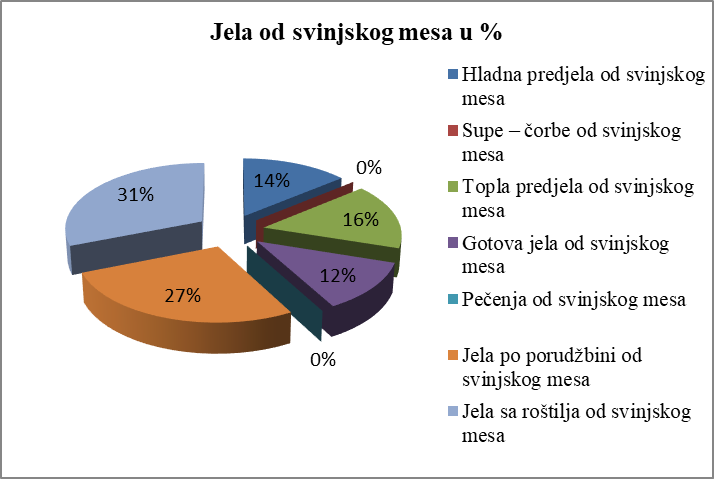 Jela od svinjskog mesa u %
Hladna predjela od svinjskog
mesa
Supe – čorbe od svinjskog
mesa
Topla predjela od svinjskog
mesa
Gotova jela od svinjskog
mesa
Pečenja od svinjskog mesa
Jela po porudžbini od
svinjskog mesa
Jela sa roštilja od svinjskog
mesa
14%
0%
16%
12%
0%
27%
31%